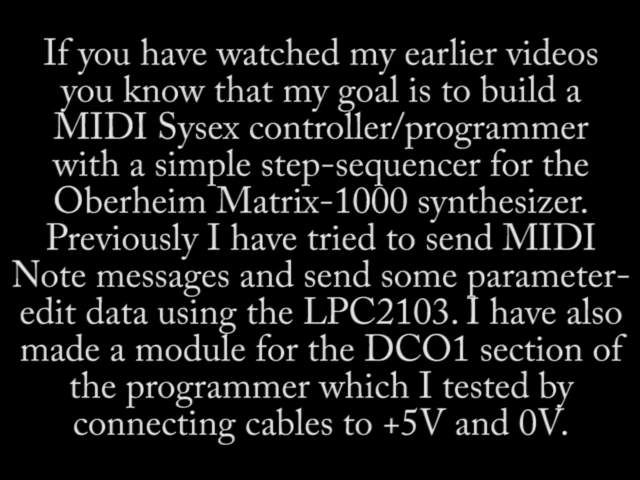 If you have watched my earlier videos
you know that my goal is to build a
MIDI Sysex controller/programmer
with a simple step-sequencer for the
Oberheim Matrix-1000 synthesizer.
Previously I have tried to send MIDI
Note messages and send some parameter-
edit data using the LPC2103. I have also
made a module for the DCO1 section of
the programmer which I tested by
connecting cables to +5V and 0V.